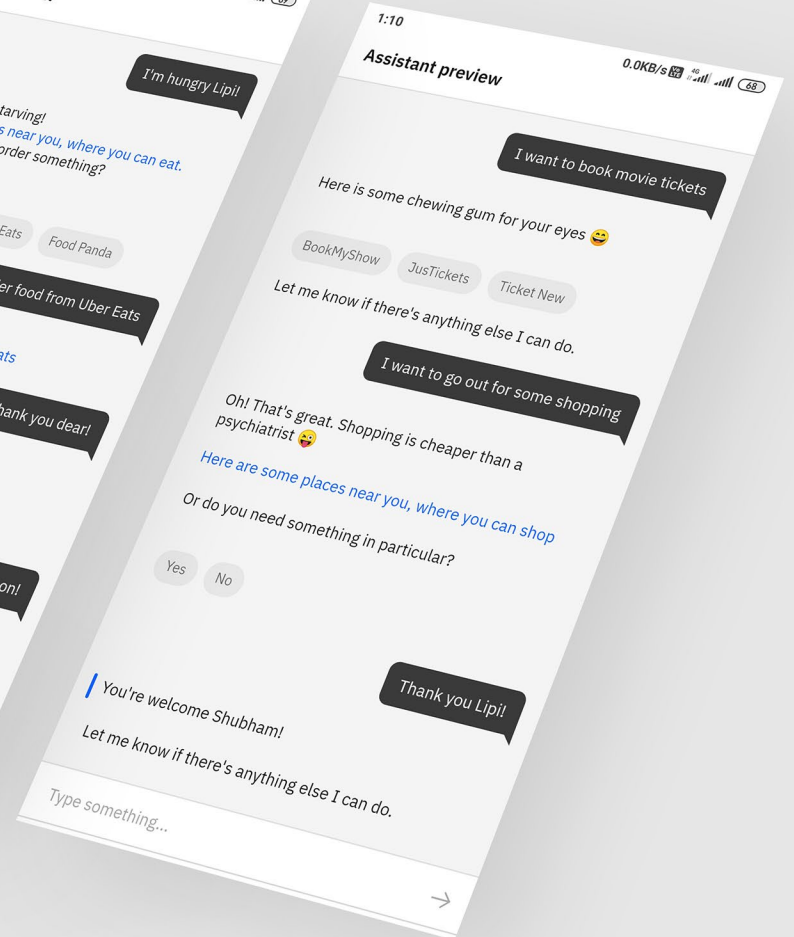 I'm hungry Lipi!
starving!
near you, where you can eat.
order something?
Eats
Food Panda
food from Uber Eats
hank you dear!
on!
1:10
0.0KB/s
Vo
LTE
4G
68
Assistant preview
I want to book movie tickets
Here is some chewing gum for your eyes 😄
BookMyShow
JusTickets
Ticket New
Let me know if there's anything else I can do.
I want to go out for some shopping
Oh! That's great. Shopping is cheaper than a
psychiatrist 😜
Here are some places near you, where you can shop
Or do you need something in particular?
Yes
No
Thank you Lipi!
You're welcome Shubham!
Let me know if there's anything else I can do.
Type something...